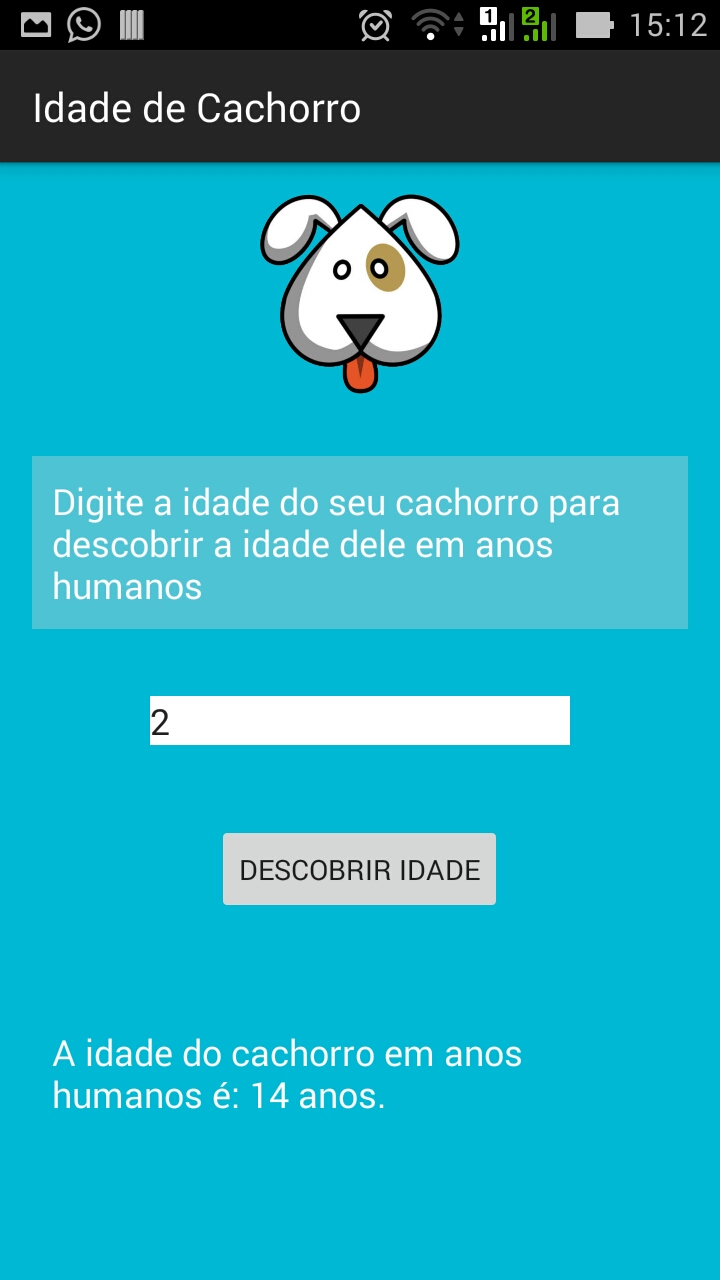 1 2 15:12
Idade de Cachorro
Digite a idade do seu cachorro para
descobrir a idade dele em anos
humanos
2
DESCOBRIR IDADE
A idade do cachorro em anos
humanos é: 14 anos.